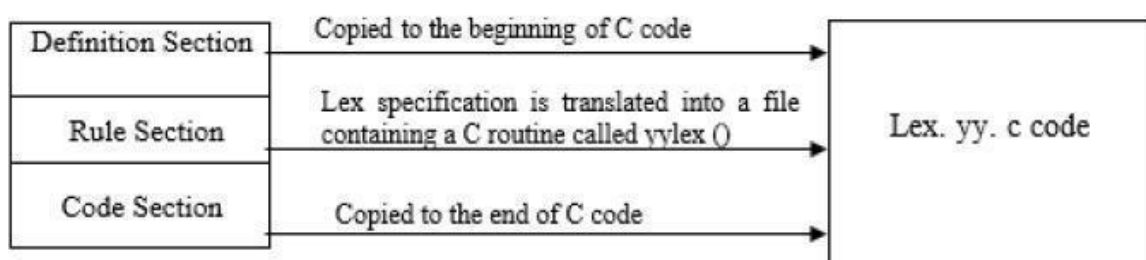 Definition Section
Copied to the beginning of C code
Rule Section
Lex specification is translated into a file
containing a C routine called yylex ()
Code Section
Copied to the end of C code
Lex. yy. c code